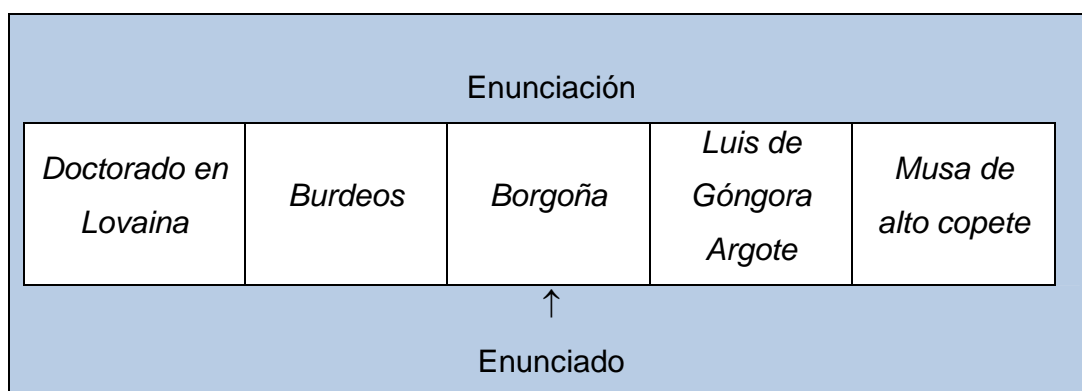 Enunciación
Doctorado en
Lovaina
Burdeos
Borgoña
Luis de
Góngora
Argote
Musa de
alto copete
↑
Enunciado